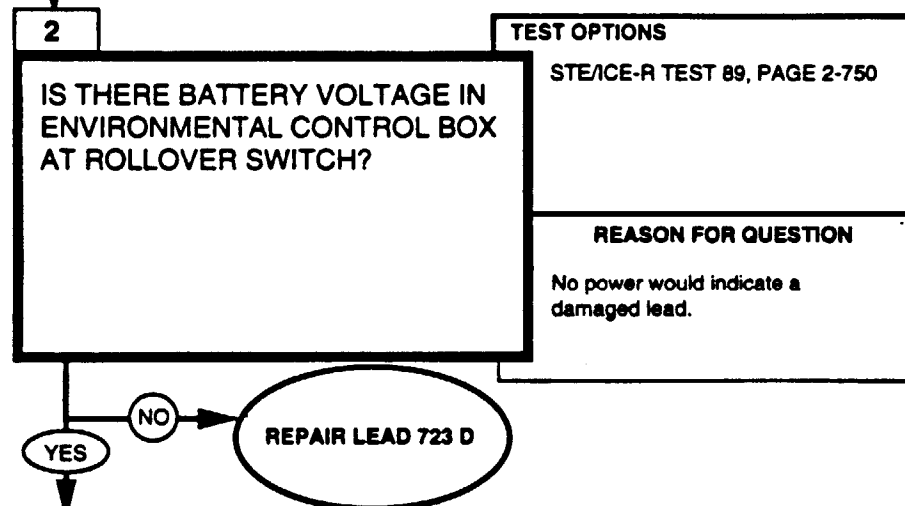 2
IS THERE BATTERY VOLTAGE IN
ENVIRONMENTAL CONTROL BOX
AT ROLLOVER SWITCH?
TEST OPTIONS
STE/ICE-R TEST 89, PAGE 2-750
REASON FOR QUESTION
No power would indicate a
damaged lead.
NO
REPAIR LEAD 723 D
YES